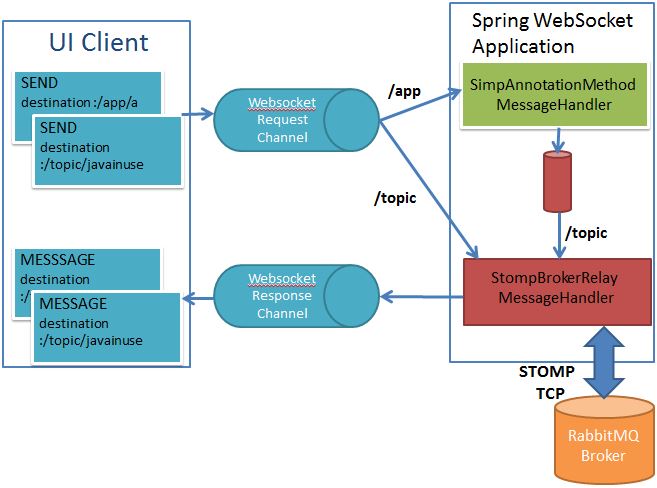 UI Client
SEND
destination :/app/a
SEND
destination
:/topic/javainuse
MESSSAGE
destination
:/
MESSAGE
destination
:/topic/javainuse
Websocket
Request
Channel
Websocket
Response
Channel
/app
/topic
Spring WebSocket
Application
SimpAnnotationMethod
MessageHandler
/topic
StompBrokerRelay
MessageHandler
STOMP
TCP
RabbitMQ
Broker